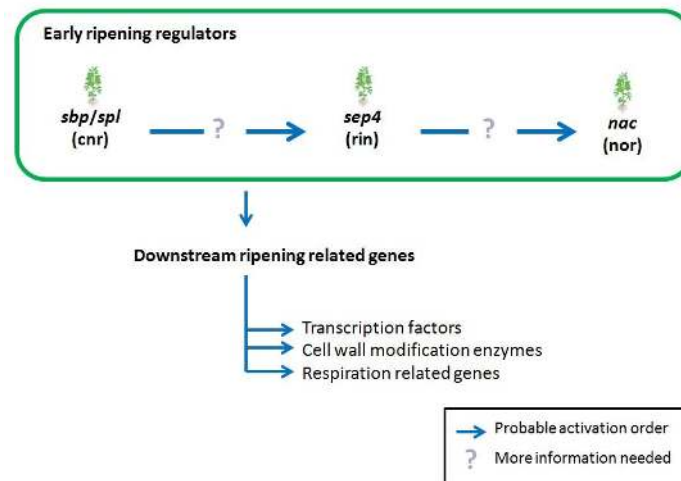 Early ripening regulators
sbp/spl ? sep4 ? nac
(cnr) (rin) (nor)
Downstream ripening related genes
Transcription factors
Cell wall modification enzymes
Respiration related genes
Probable activation order
? More information needed